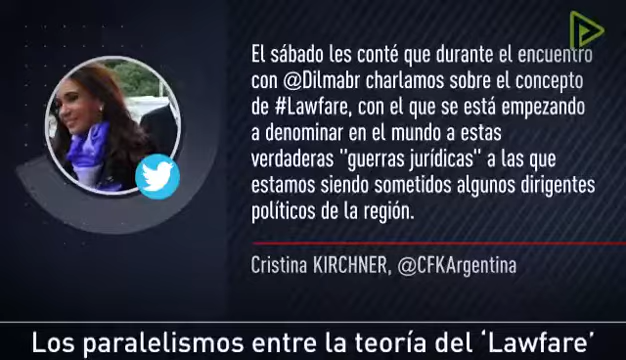 El sábado les conté que durante el encuentro
con @Dilmabr charlamos sobre el concepto
de #Lawfare, con el que se está empezando
a denominar en el mundo a estas
verdaderas "guerras jurídicas" a las que
estamos siendo sometidos algunos dirigentes
políticos de la región.
Cristina KIRCHNER, @CFKArgentina
Los paralelismos entre la teoría del ‘Lawfare’